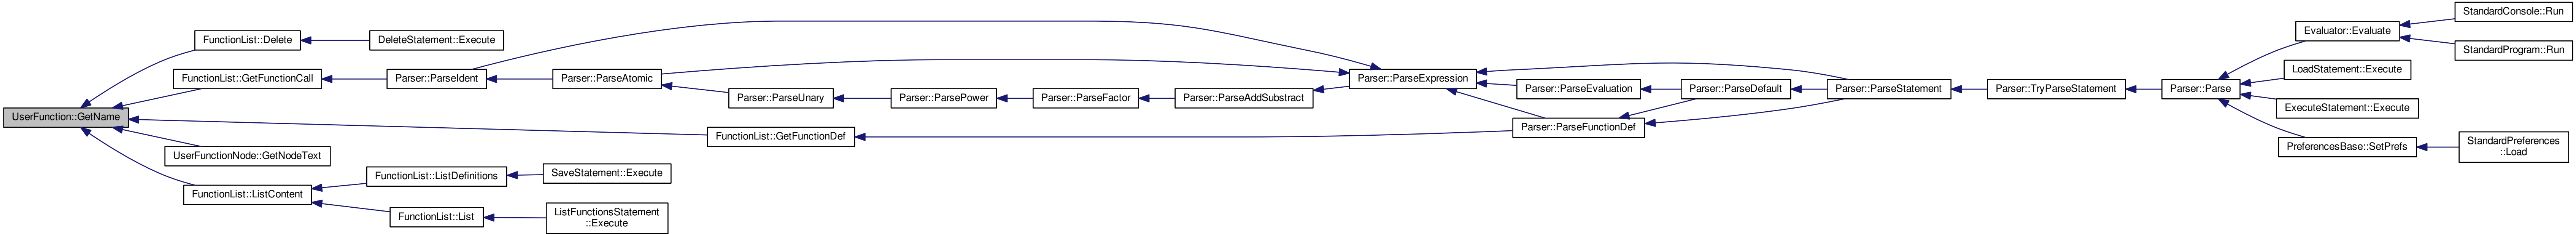 UserFunction::GetName
FunctionList::Delete
DeleteStatement::Execute
FunctionList::GetFunctionCall
Parser::ParseIdent
Parser::ParseAtomic
Parser::ParseUnary
Parser::ParsePower
Parser::ParseFactor
Parser::ParseAddSubstract
Parser::ParseExpression
Parser::ParseEvaluation
Parser::ParseDefault
Parser::ParseStatement
Parser::TryParseStatement
Parser::Parse
Evaluator::Evaluate
StandardConsole::Run
StandardProgram::Run
LoadStatement::Execute
ExecuteStatement::Execute
PreferencesBase::SetPrefs
StandardPreferences
::Load
Parser::ParseFunctionDef
FunctionList::GetFunctionDef
UserFunctionNode::GetNodeText
FunctionList::ListContent
FunctionList::ListDefinitions
SaveStatement::Execute
FunctionList::List
ListFunctionsStatement
::Execute